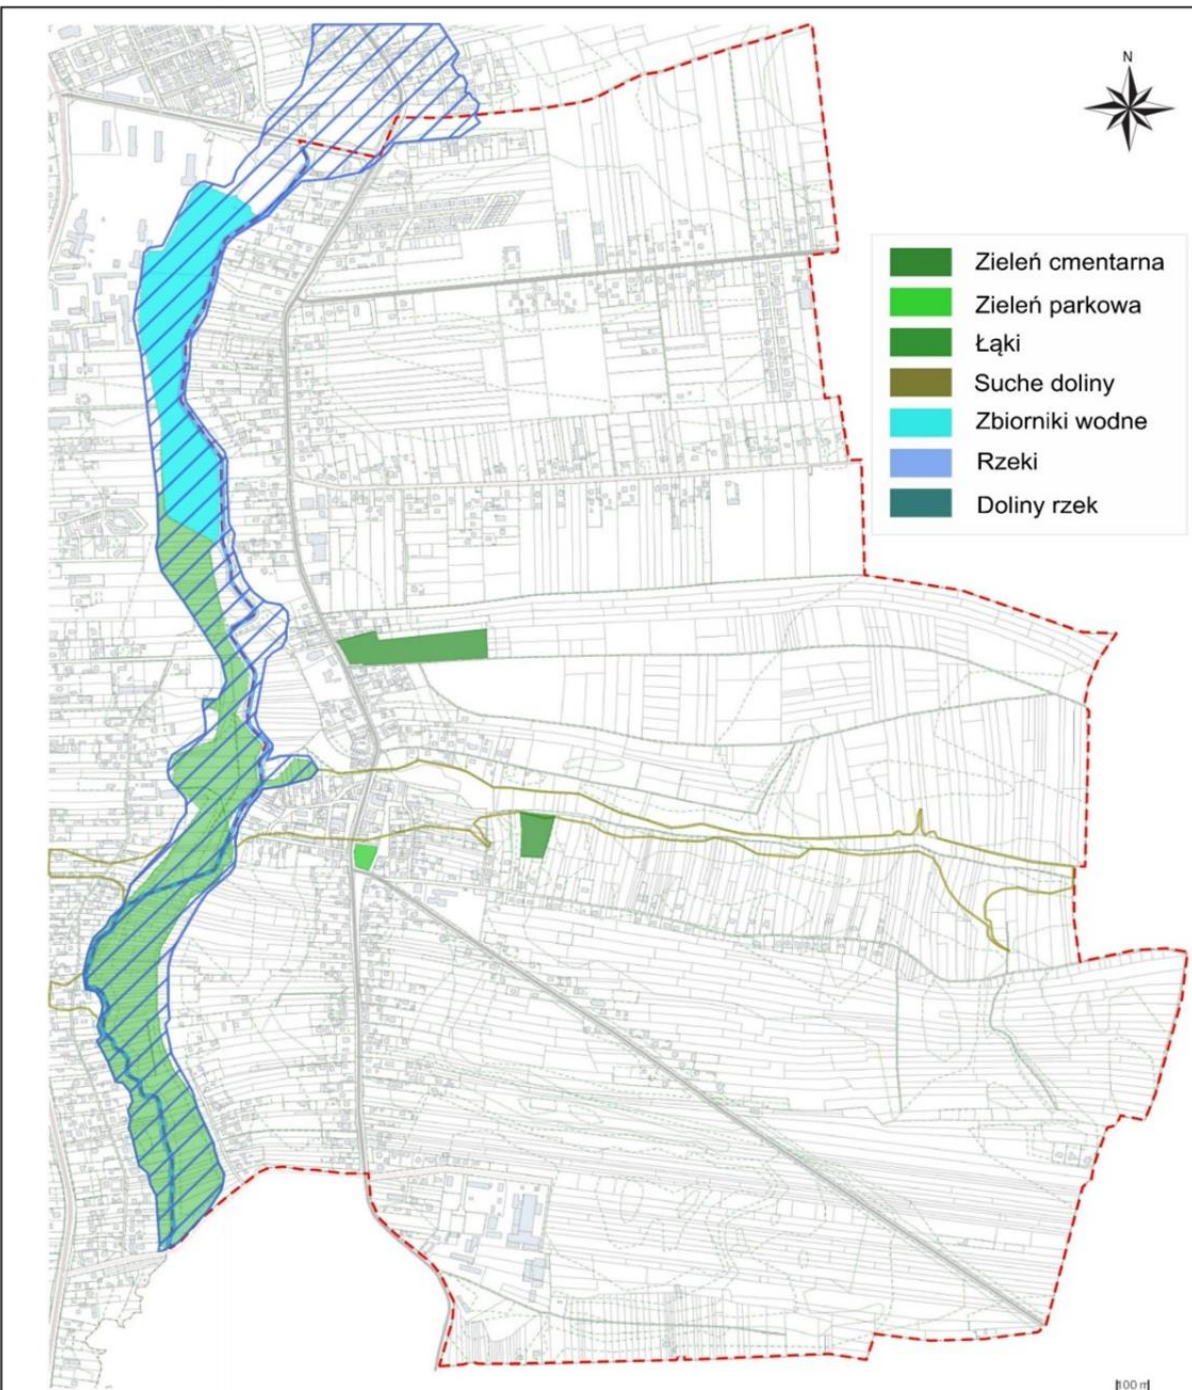 N
Zieleń cmentarna
Zieleń parkowa
Łąki
Suche doliny
Zbiorniki wodne
Rzeki
Doliny rzek
100 m